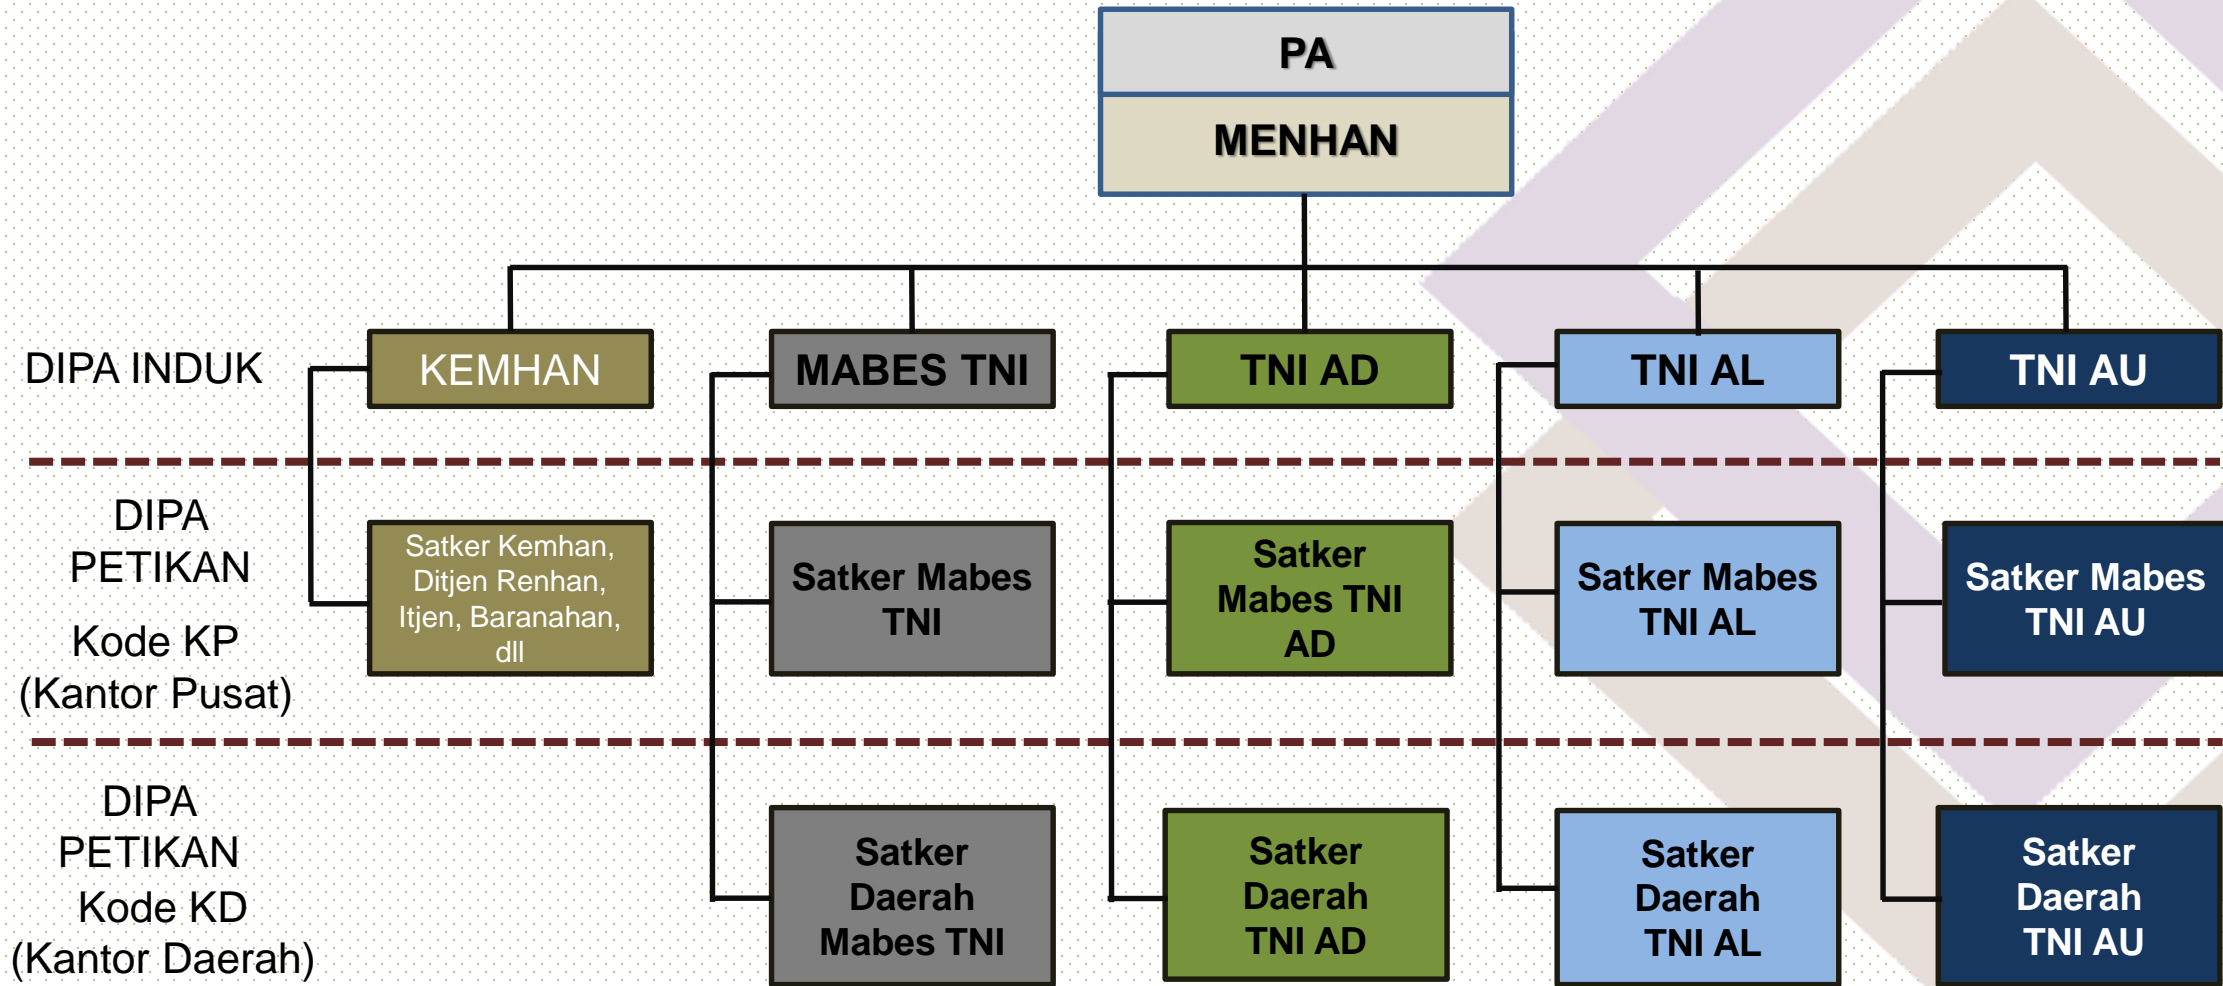 PA
MENHAN
DIPA INDUK
KEMHAN
MABES TNI
TNI AD
TNI AL
TNI AU
DIPA
PETIKAN
Kode KP
(Kantor Pusat)
Satker Kemhan,
Ditjen Renhan,
Itjen, Baranahan,
dll
Satker Mabes
TNI
Satker
Mabes TNI
AD
Satker Mabes
TNI AL
Satker Mabes
TNI AU
DIPA
PETIKAN
Kode KD
(Kantor Daerah)
Satker
Daerah
Mabes TNI
Satker
Daerah
TNI AD
Satker
Daerah
TNI AL
Satker
Daerah
TNI AU